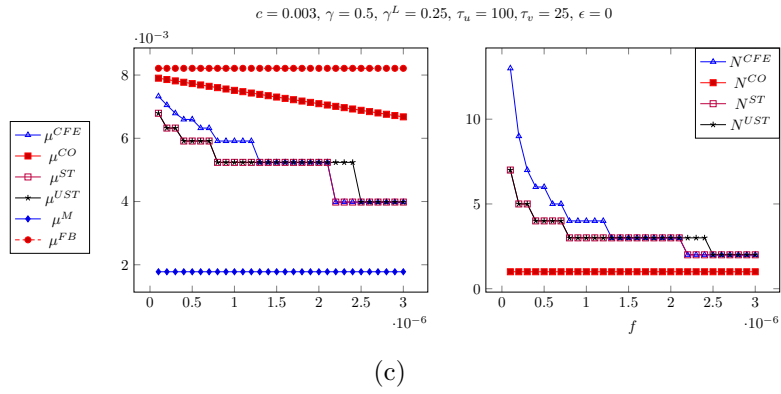 c = 0.003, γ = 0.5, γ^L = 0.25, τ_u = 100, τ_v = 25, ϵ = 0
·10^−3
8
6
4
2
0 0.5 1 1.5 2 2.5 3
·10^−6
μ^CFE
μ^CO
μ^ST
μ^UST
μ^M
μ^FB
10
5
0
0 0.5 1 1.5 2 2.5 3
·10^−6
f
N^CFE
N^CO
N^ST
N^UST
(c)